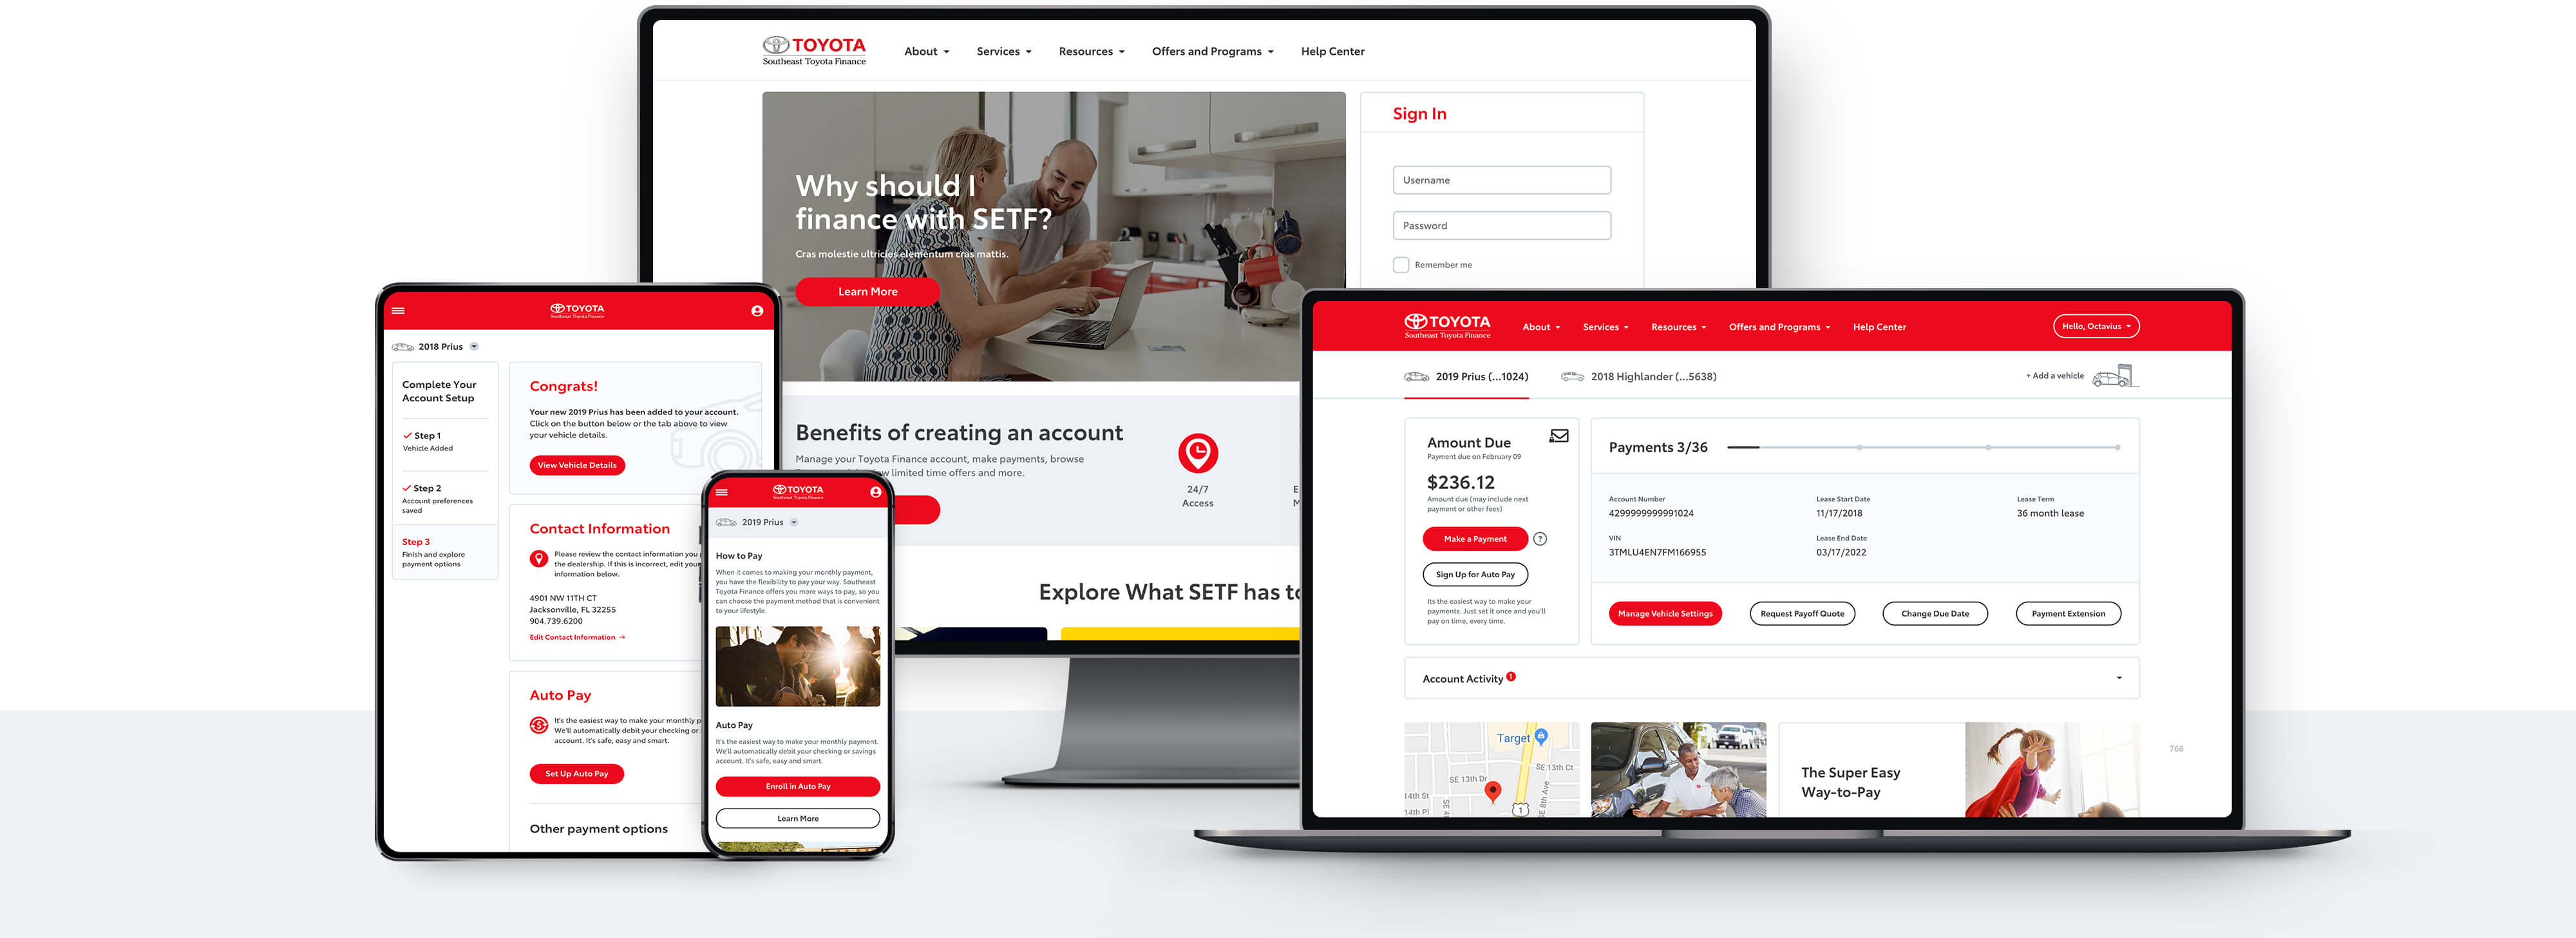 TOYOTA
Southeast Toyota Finance
About
Services
Resources
Offers and Programs
Help Center
Why should I
finance with SETF?
Cras molestie ultricies elementum cras mattis.
Learn More
Sign In
Username
Password
Remember me
Benefits of creating an account
Manage your Toyota Finance account, make payments, browse
limited time offers and more.
24/7
Access
E
M
Explore What SETF has to
TOYOTA
Southeast Toyota Finance
2018 Prius
Complete Your
Account Setup
Step 1
Vehicle Added
Step 2
Account preferences
saved
Step 3
Finish and explore
payment options
Congrats!
Your new 2019 Prius has been added to your account.
Click on the button below or the tab above to view
your vehicle details.
View Vehicle Details
Contact Information
Please review the contact information you p
the dealership. If this is incorrect, edit your
information below.
4901 NW 11TH CT
Jacksonville, FL 32255
904.739.6200
Edit Contact Information →
Auto Pay
It's the easiest way to make your monthly p
We'll automatically debit your checking or s
account. It's safe, easy and smart.
Set Up Auto Pay
Other payment options
TOYOTA
Southeast Toyota Finance
2019 Prius
How to Pay
When it comes to making your monthly payment,
you have the flexibility to pay your way. Southeast
Toyota Finance offers you more ways to pay, so you
can choose the payment method that is convenient
to your lifestyle.
Auto Pay
It's the easiest way to make your monthly payment.
We'll automatically debit your checking or savings
account. It's safe, easy and smart.
Enroll in Auto Pay
Learn More
TOYOTA
Southeast Toyota Finance
About
Services
Resources
Offers and Programs
Help Center
Hello, Octavius
2019 Prius (...1024)
2018 Highlander (...5638)
+ Add a vehicle
Amount Due
Payment due on February 09
$236.12
Amount due (may include next
payment or other fees)
Make a Payment
?
Sign Up for Auto Pay
Its the easiest way to make your
payments. Just set it once and you'll
pay on time, every time.
Payments 3/36
Account Number
4299999999991024
Lease Start Date
11/17/2018
Lease Term
36 month lease
VIN
3TMLU4EN7FM166955
Lease End Date
03/17/2022
Manage Vehicle Settings
Request Payoff Quote
Change Due Date
Payment Extension
Account Activity 1
Target
SE 13th Dr
SE 13th Ct
14th St
14th Pl
SE 8th Ave
1
The Super Easy
Way-to-Pay
768